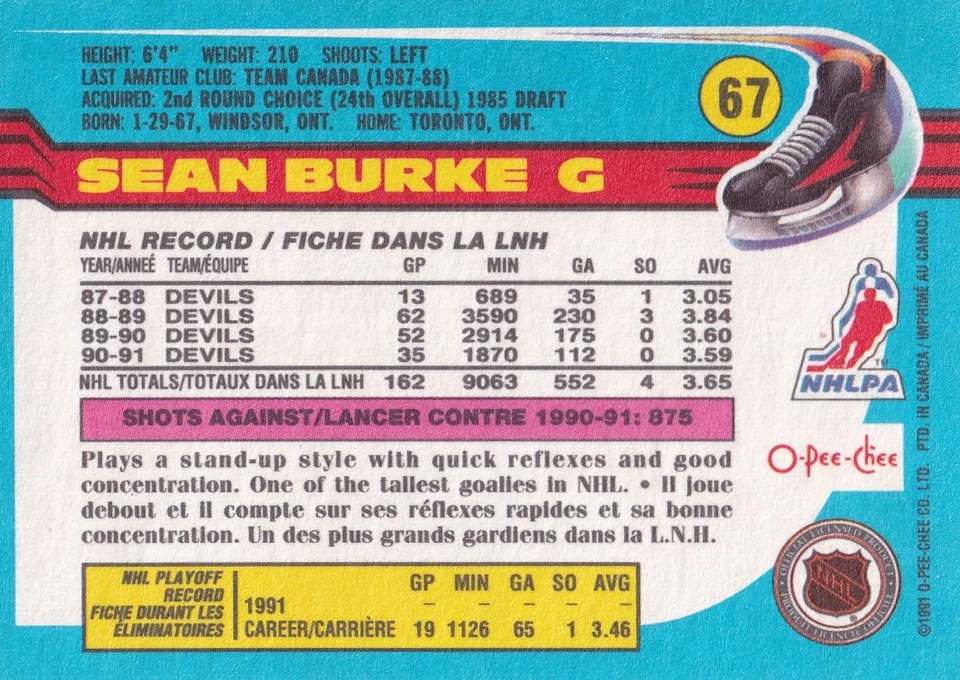 HEIGHT: 6'4" WEIGHT: 210 SHOOTS: LEFT
LAST AMATEUR CLUB: TEAM CANADA (1987-88)
ACQUIRED: 2nd ROUND CHOICE (24th OVERALL) 1985 DRAFT
BORN: 1-29-67, WINDSOR, ONT. HOME: TORONTO, ONT.
67
SEAN BURKE G
NHL RECORD / FICHE DANS LA LNH
YEAR/ANNEÉ TEAM/ÉQUIPE GP MIN GA SO AVG
87-88 DEVILS 13 689 35 1 3.05
88-89 DEVILS 62 3590 230 3 3.84
89-90 DEVILS 52 2914 175 0 3.60
90-91 DEVILS 35 1870 112 0 3.59
NHL TOTALS/TOTAUX DANS LA LNH 162 9063 552 4 3.65
SHOTS AGAINST/LANCER CONTRE 1990-91: 875
Plays a stand-up style with quick reflexes and good
concentration. One of the tallest goalies in NHL. • Il joue
debout et il compte sur ses réflexes rapides et sa bonne
concentration. Un des plus grands gardiens dans la L.N.H.
NHL PLAYOFF
RECORD
FICHE DURANT LES
ÉLIMINATOIRES
GP MIN GA SO AVG
1991 – – – – –
CAREER/CARRIÈRE 19 1126 65 1 3.46
TM
NHLPA
O-Pee-Chee
OFFICIAL LICENSED PRODUCT
NHL
PRODUIT LICENCIÉ OFFICIEL
©1991 O-PEE-CHEE CO. LTD. PTD. IN CANADA / IMPRIMÉ AU CANADA